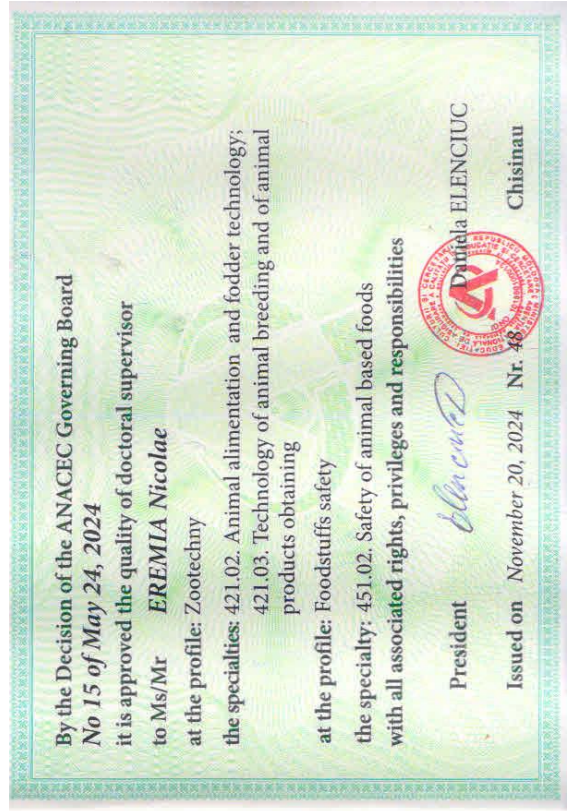 By the Decision of the ANACEC Governing Board
No 15 of May 24, 2024
it is approved the quality of doctoral supervisor
to Ms/Mr EREMIA Nicolae
at the profile: Zootechny
the specialties: 421.02. Animal alimentation and fodder technology;
421.03. Technology of animal breeding and of animal
products obtaining
at the profile: Foodstuffs safety
the specialty: 451.02. Safety of animal based foods
with all associated rights, privileges and responsibilities
President Daniela ELENCIUC
Issued on November 20, 2024 Nr. 48 Chisinau